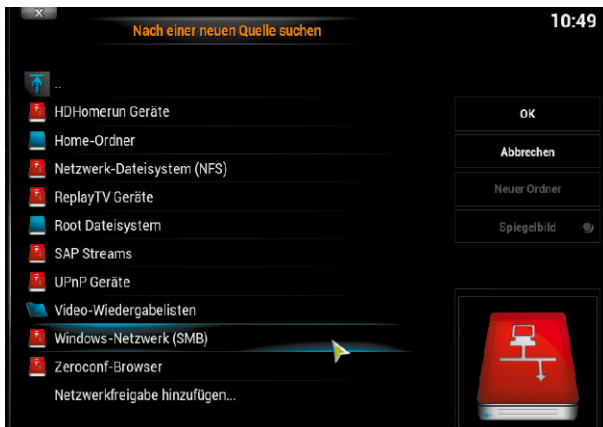 X
Nach einer neuen Quelle suchen
10:49
..
HDHomerun Geräte
Home-Ordner
Netzwerk-Dateisystem (NFS)
ReplayTV Geräte
Root Dateisystem
SAP Streams
UPnP Geräte
Video-Wiedergabelisten
Windows-Netzwerk (SMB)
Zeroconf-Browser
Netzwerkfreigabe hinzufügen...
OK
Abbrechen
Neuer Ordner
Spiegelbild